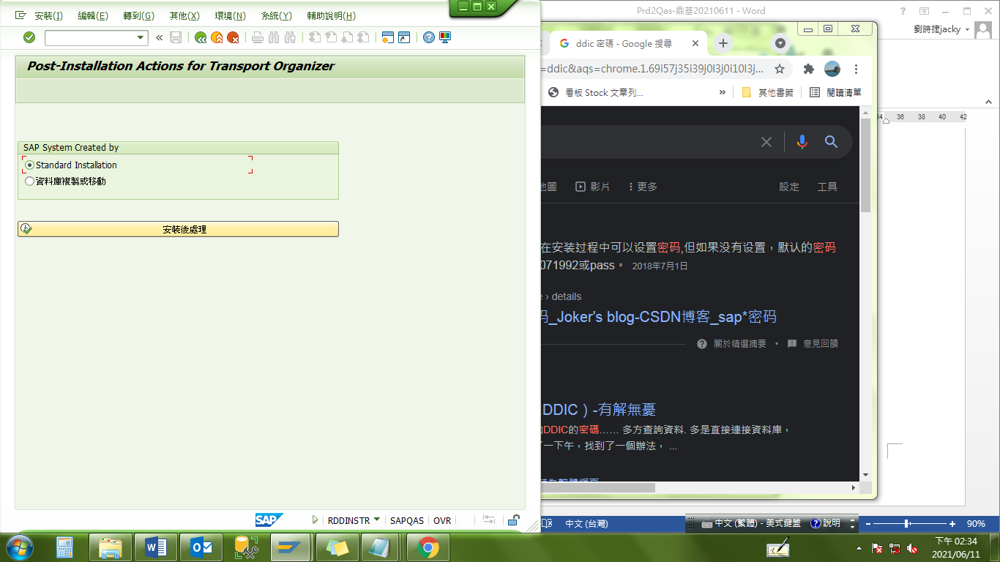 安裝(I) 編輯(E) 轉到(G) 其他(X) 環境(N) 系統(Y) 輔助說明(H)
Post-Installation Actions for Transport Organizer
SAP System Created by
Standard Installation
資料庫複製或移動
安裝後處理
SAP
RDDINSTR
SAPQAS
OVR
Prd2Qas-鼎基20210611 - Word
劉時捷jacky
36 38 40 42
ddic 密碼 - Google 搜尋
=ddic&aqs=chrome.1.69i57j35i39j0l3j0i10l3j...
看板 Stock 文章列...
»
其他書籤
閱讀清單
地圖
影片
更多
設定
工具
在安装过程中可以设置密码,但如果没有设置，默认的密码
071992或pass。 2018年7月1日
e › details
码_Joker's blog-CSDN博客_sap*密码
關於精選摘要 • 意見回饋
DDIC ) -有解無憂
DDIC的密碼…… 多方查詢資料. 多是直接連接資料庫，
了一下午，找到了一個辦法， ...
中文 (台灣)
中文 (繁體) - 美式鍵盤
說明
90%
下午 02:34
2021/06/11